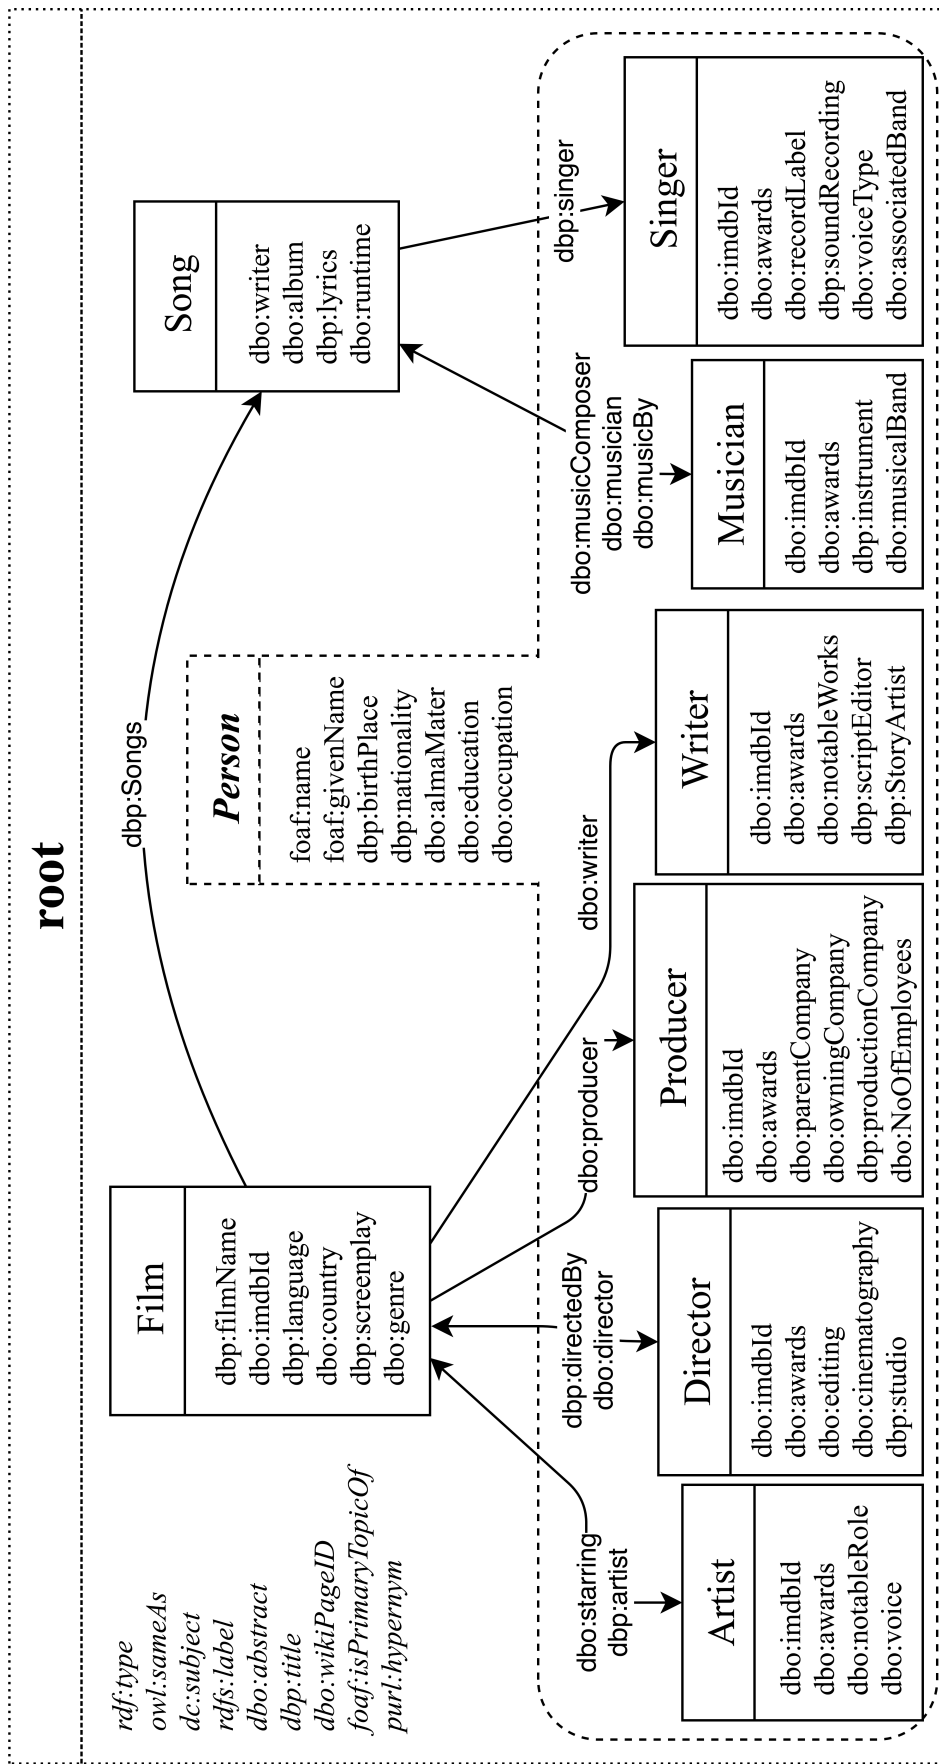 root
rdf:type
owl:sameAs
dc:subject
rdfs:label
dbo:abstract
dbp:title
dbo:wikiPageID
foaf:isPrimaryTopicOf
purl:hypernym
Film
dbp:filmName
dbo:imdbId
dbp:language
dbo:country
dbp:screenplay
dbo:genre
dbp:Songs
Song
dbo:writer
dbo:album
dbp:lyrics
dbo:runtime
Person
foaf:name
foaf:givenName
dbp:birthPlace
dbp:nationality
dbo:almaMater
dbo:education
dbo:occupation
dbo:starring
dbp:artist
dbp:directedBy
dbo:director
dbo:producer
dbo:writer
dbo:musicComposer
dbo:musician
dbo:musicBy
dbp:singer
Artist
dbo:imdbId
dbo:awards
dbo:notableRole
dbo:voice
Director
dbo:imdbId
dbo:awards
dbo:editing
dbo:cinematography
dbp:studio
Producer
dbo:imdbId
dbo:awards
dbo:parentCompany
dbo:owningCompany
dbp:productionCompany
dbo:NoOfEmployees
Writer
dbo:imdbId
dbo:awards
dbo:notableWorks
dbp:scriptEditor
dbp:StoryArtist
Musician
dbo:imdbId
dbo:awards
dbp:instrument
dbo:musicalBand
Singer
dbo:imdbId
dbo:awards
dbo:recordLabel
dbp:soundRecording
dbo:voiceType
dbo:associatedBand